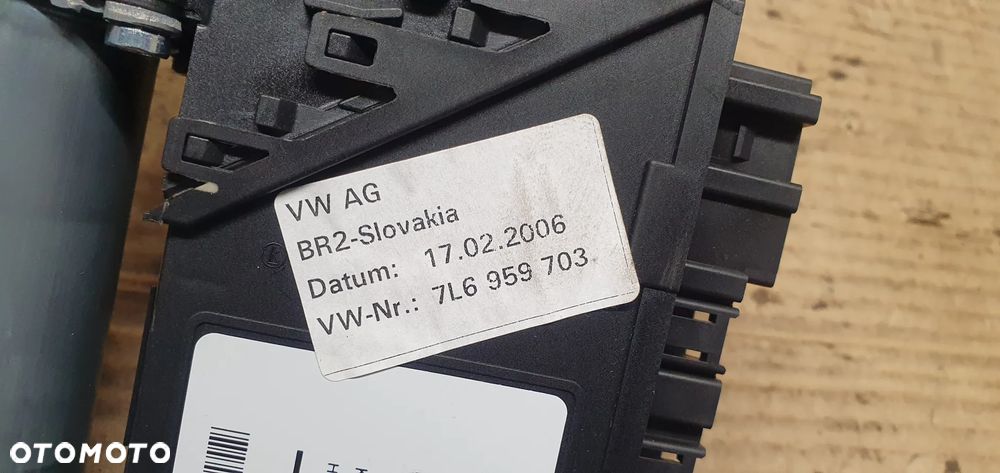 VW AG
BR2-Slovakia
Datum: 17.02.2006
VW-Nr.: 7L6 959 703
OTOMOTO